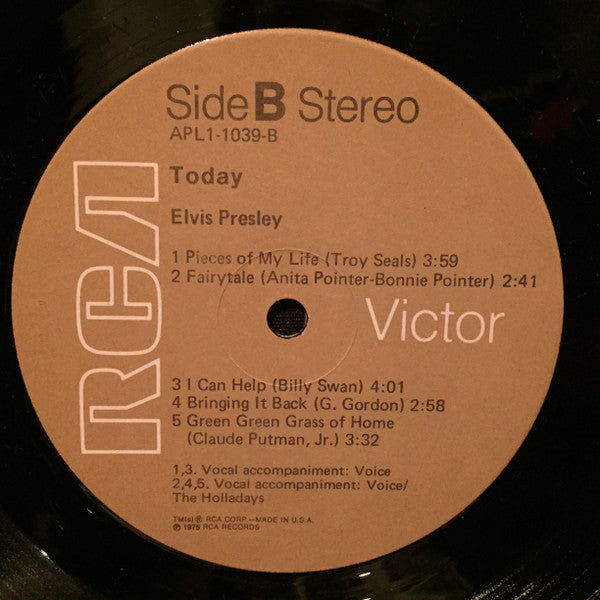 Side B Stereo
APL1-1039-B
Today
Elvis Presley
1 Pieces of My Life (Troy Seals) 3:59
2 Fairytale (Anita Pointer-Bonnie Pointer) 2:41
RCA
Victor
3 I Can Help (Billy Swan) 4:01
4 Bringing It Back (G. Gordon) 2:58
5 Green Green Grass of Home
(Claude Putman, Jr.) 3:32
1,3. Vocal accompaniment: Voice
2,4,5. Vocal accompaniment: Voice/
The Holladays
TM(s) ® RCA CORP.—MADE IN U.S.A.
℗ 1975 RCA RECORDS